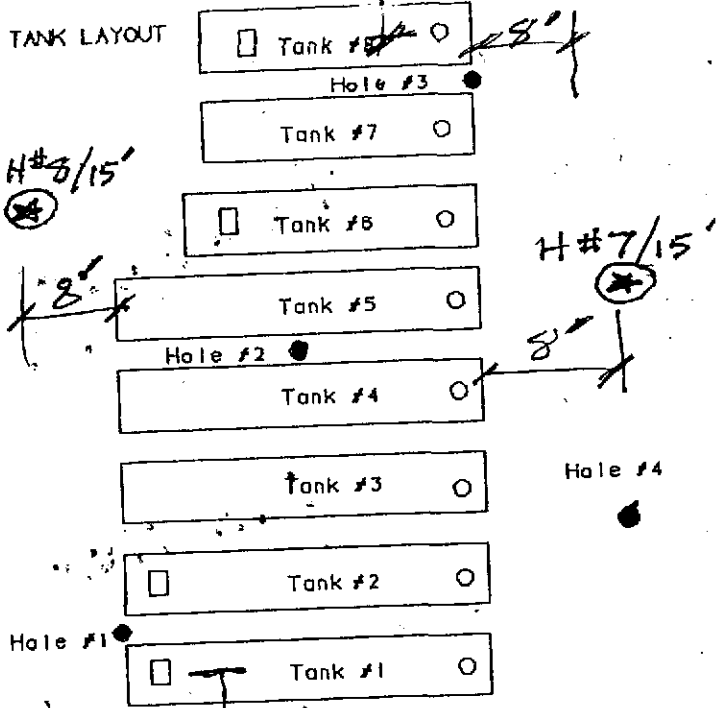 TANK LAYOUT
Tank #8
8'
Hole #3
Tank #7
H#8/15'
Tank #6
H#7/15'
8'
Tank #5
Hole #2
8'
Tank #4
Tank #3
Hole #4
Tank #2
Hole #1
Tank #1